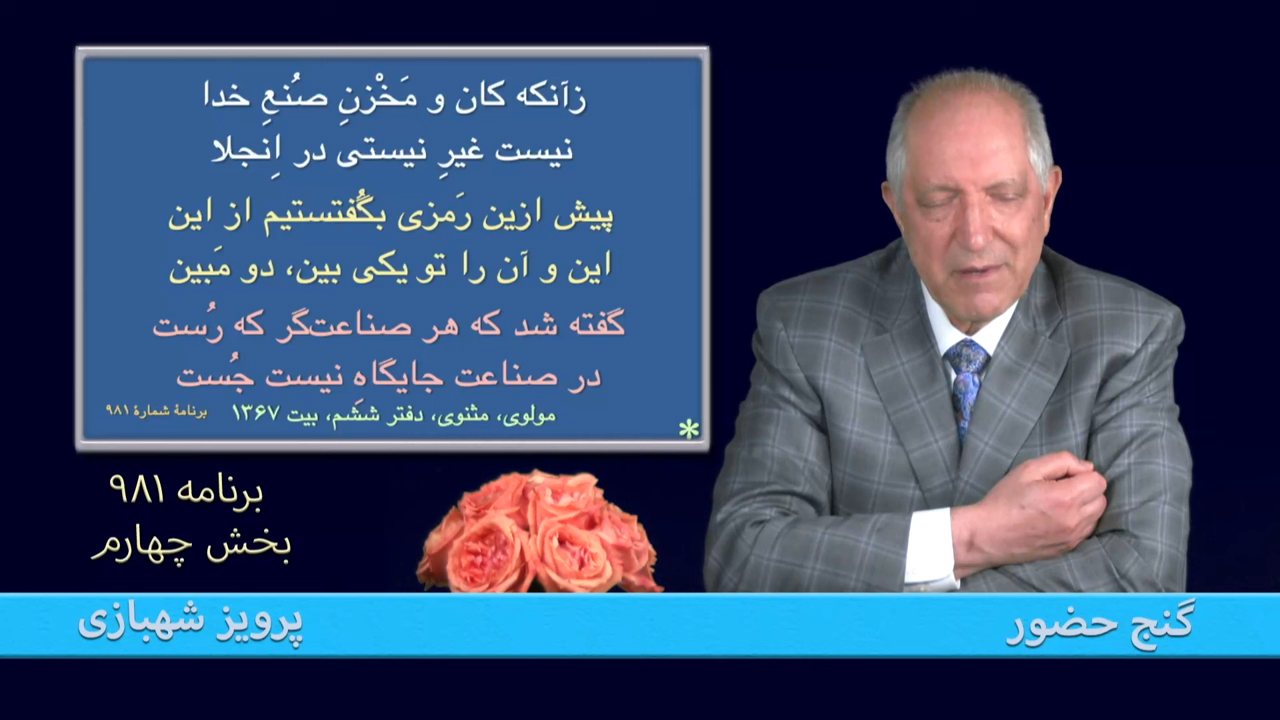 زآنکه کان و مَخْزنِ صُنعِ خدا
نیست غیرِ نیستی در اِنجلا
پیش ازین رَمزی بگُفتستیم از این
این و آن را تو یکی بین، دو مَبین
گفته شد که هر صناعت‌گر که رُست
در صناعت جایگاهِ نیست جُست
مولوی، مثنوی، دفتر ششم، بیت ۱۳۶۷ برنامهٔ شمارهٔ ۹۸۱
*
برنامه ۹۸۱
بخش چهارم
گنج حضور
پرویز شهبازی